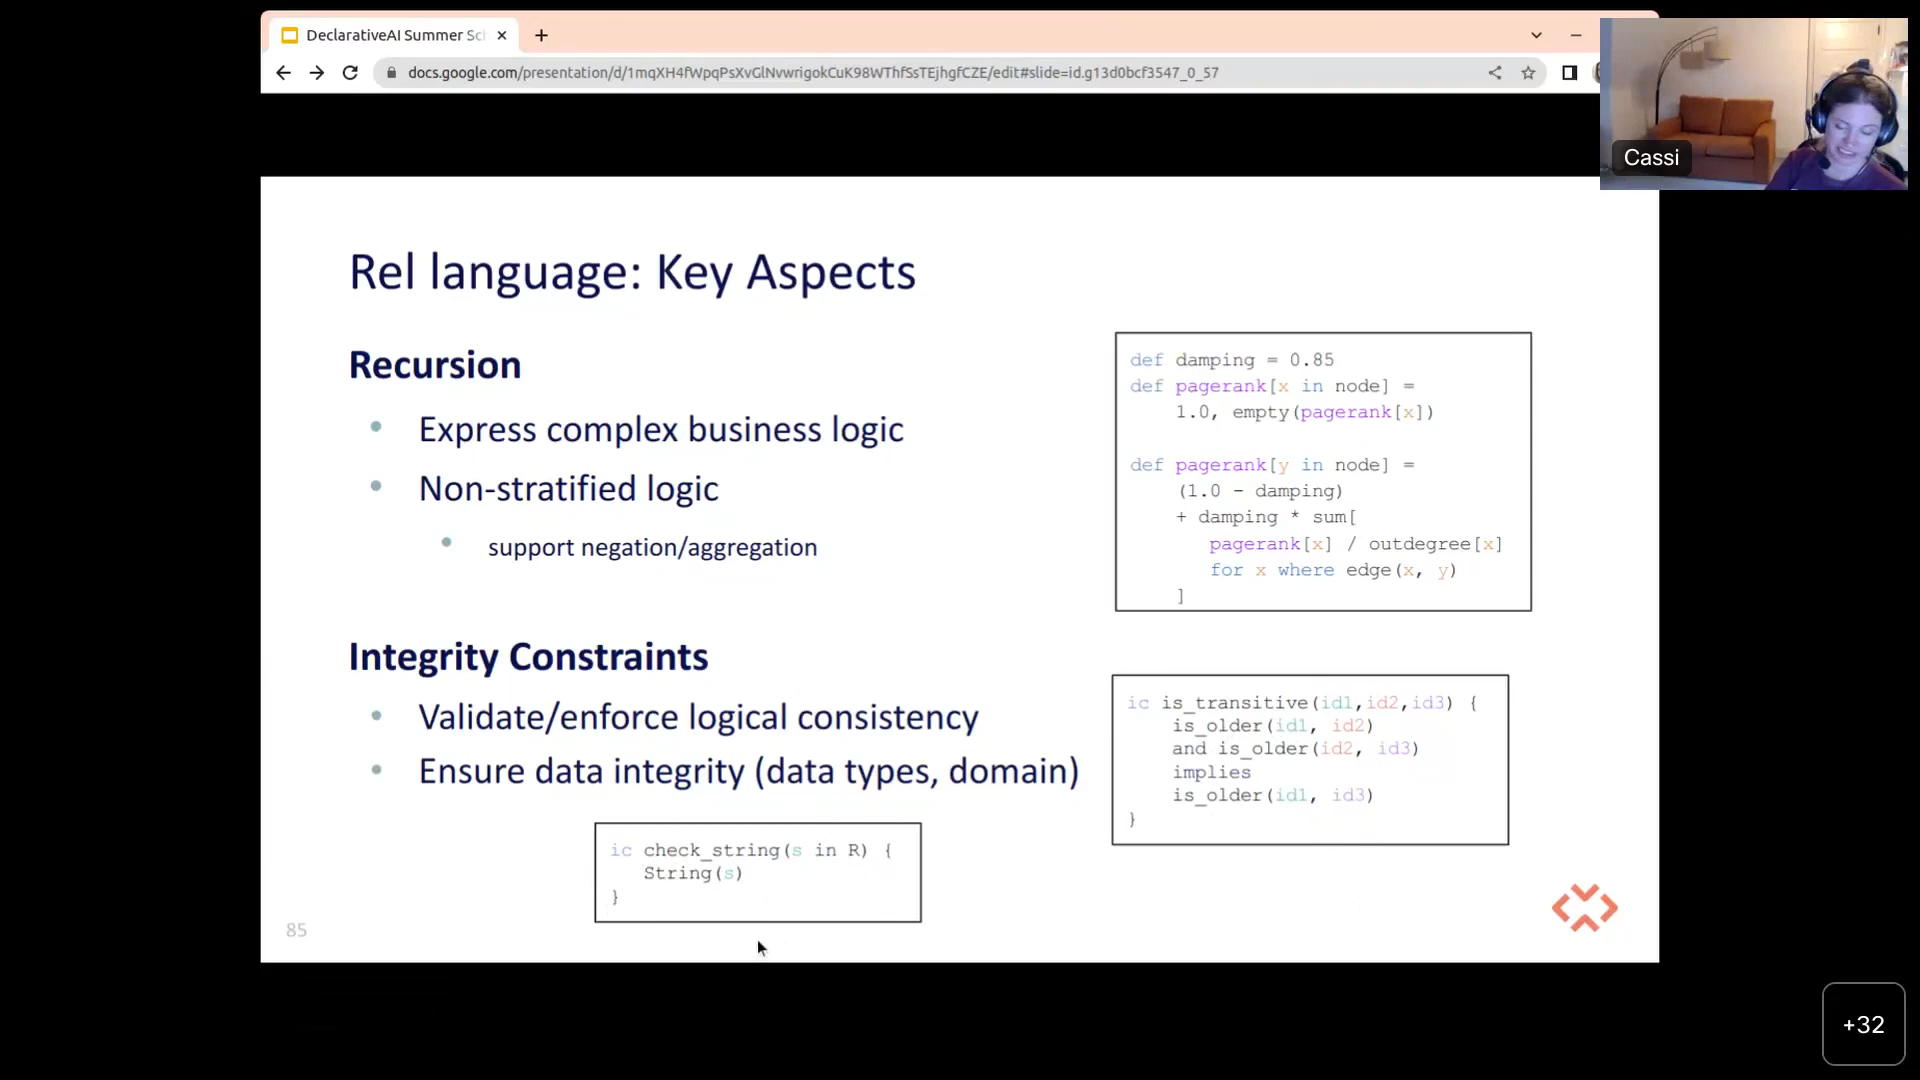 DeclarativeAI Summer Sc
docs.google.com/presentation/d/1mqXH4fWpqPsXvGlNvwrigokCuK98WThfSsTEjhgfCZE/edit#slide=id.g13d0bcf3547_0_57
Cassi
Rel language: Key Aspects
Recursion
• Express complex business logic
• Non-stratified logic
• support negation/aggregation
def damping = 0.85
def pagerank[x in node] =
    1.0, empty(pagerank[x])
def pagerank[y in node] =
    (1.0 - damping)
    + damping * sum[
       pagerank[x] / outdegree[x]
       for x where edge(x, y)
    ]
Integrity Constraints
• Validate/enforce logical consistency
• Ensure data integrity (data types, domain)
ic is_transitive(id1,id2,id3) {
    is_older(id1, id2)
    and is_older(id2, id3)
    implies
    is_older(id1, id3)
}
ic check_string(s in R) {
   String(s)
}
85
+32